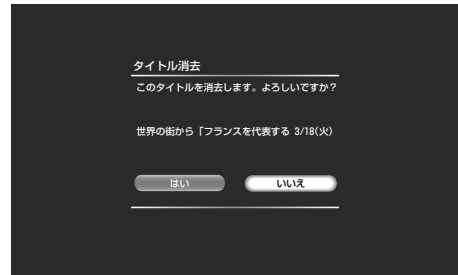 タイトル消去
このタイトルを消去します。よろしいですか?
世界の街から「フランスを代表する 3/18(火)
はい
いいえ